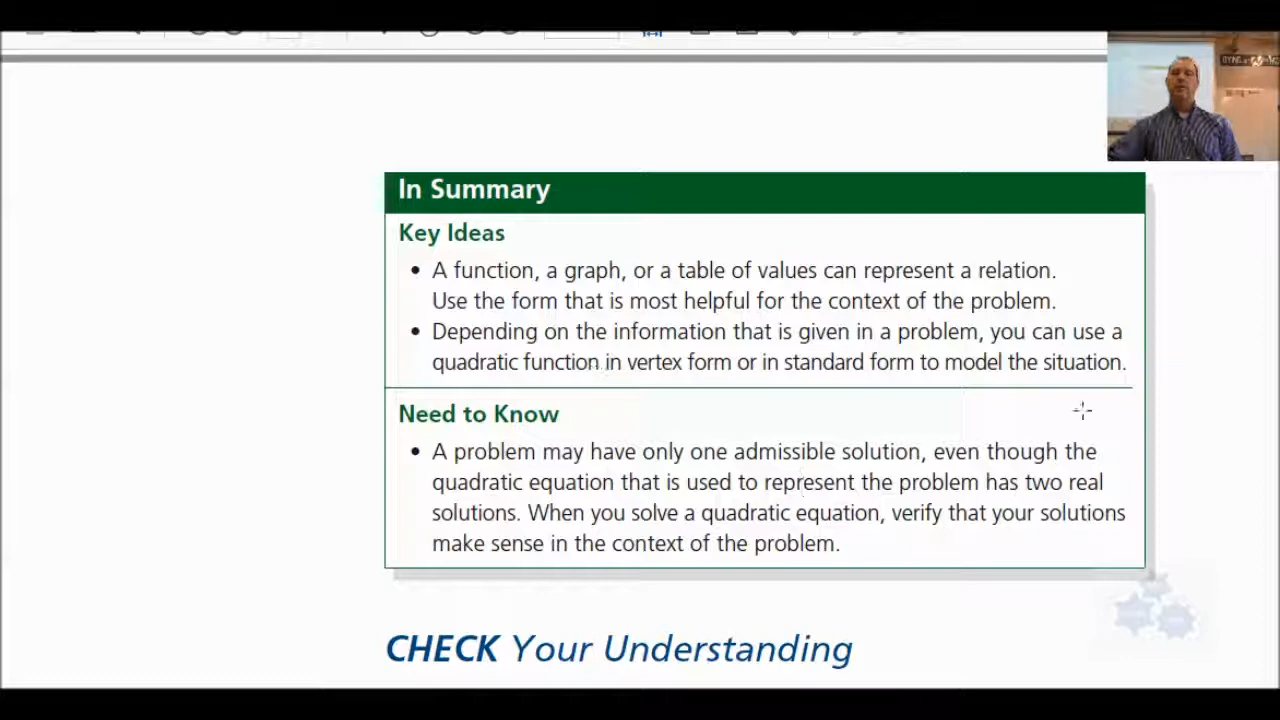 In Summary
Key Ideas
• A function, a graph, or a table of values can represent a relation.
Use the form that is most helpful for the context of the problem.
• Depending on the information that is given in a problem, you can use a
quadratic function in vertex form or in standard form to model the situation.
Need to Know
• A problem may have only one admissible solution, even though the
quadratic equation that is used to represent the problem has two real
solutions. When you solve a quadratic equation, verify that your solutions
make sense in the context of the problem.
CHECK Your Understanding